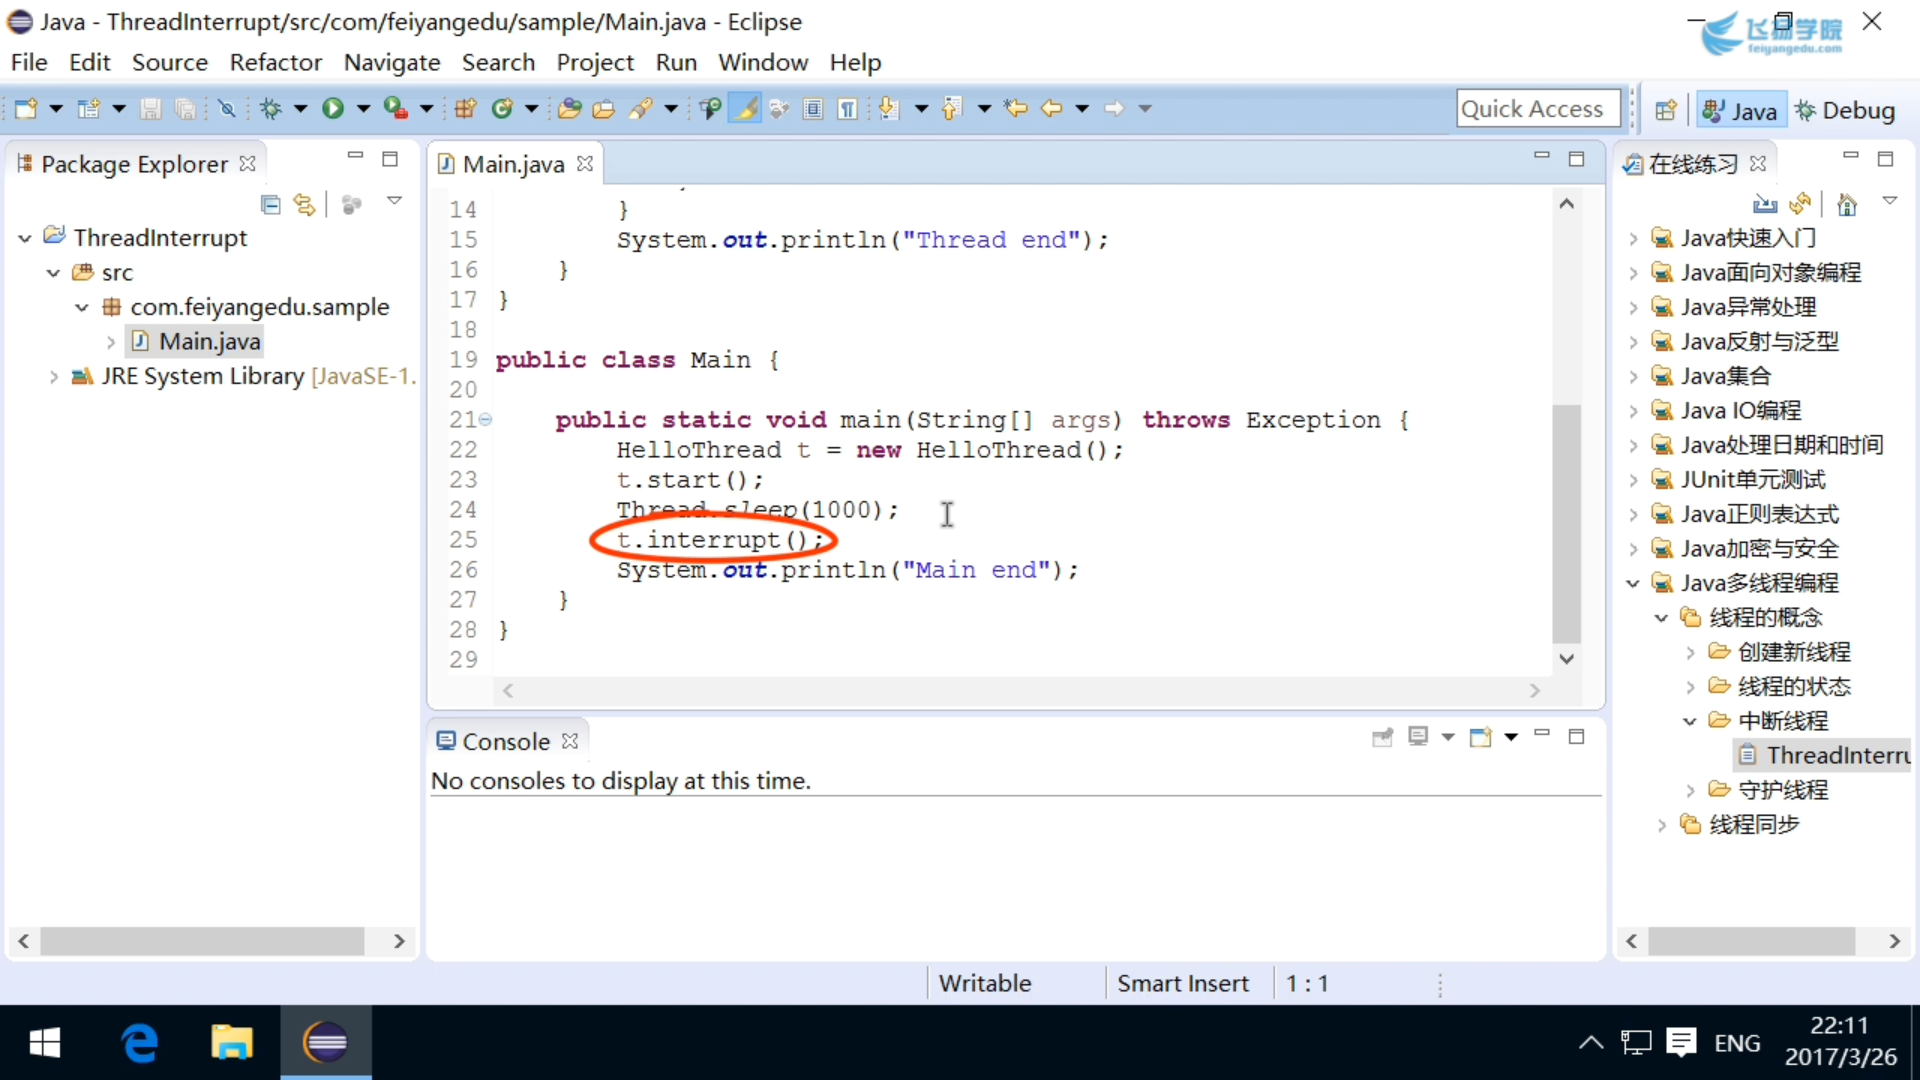 Java - ThreadInterrupt/src/com/feiyangedu/sample/Main.java - Eclipse
飞扬学院
feiyangedu.com
File Edit Source Refactor Navigate Search Project Run Window Help
Quick Access
Java
Debug
Package Explorer
ThreadInterrupt
src
com.feiyangedu.sample
Main.java
JRE System Library [JavaSE-1.
Main.java
14 }
15 System.out.println("Thread end");
16 }
17 }
18
19 public class Main {
20
21 public static void main(String[] args) throws Exception {
22 HelloThread t = new HelloThread();
23 t.start();
24 Thread.sleep(1000);
25 t.interrupt();
26 System.out.println("Main end");
27 }
28 }
29
Console
No consoles to display at this time.
在线练习
Java快速入门
Java面向对象编程
Java异常处理
Java反射与泛型
Java集合
Java IO编程
Java处理日期和时间
JUnit单元测试
Java正则表达式
Java加密与安全
Java多线程编程
线程的概念
创建新线程
线程的状态
中断线程
ThreadInterru
守护线程
线程同步
Writable
Smart Insert
1 : 1
ENG
22:11
2017/3/26